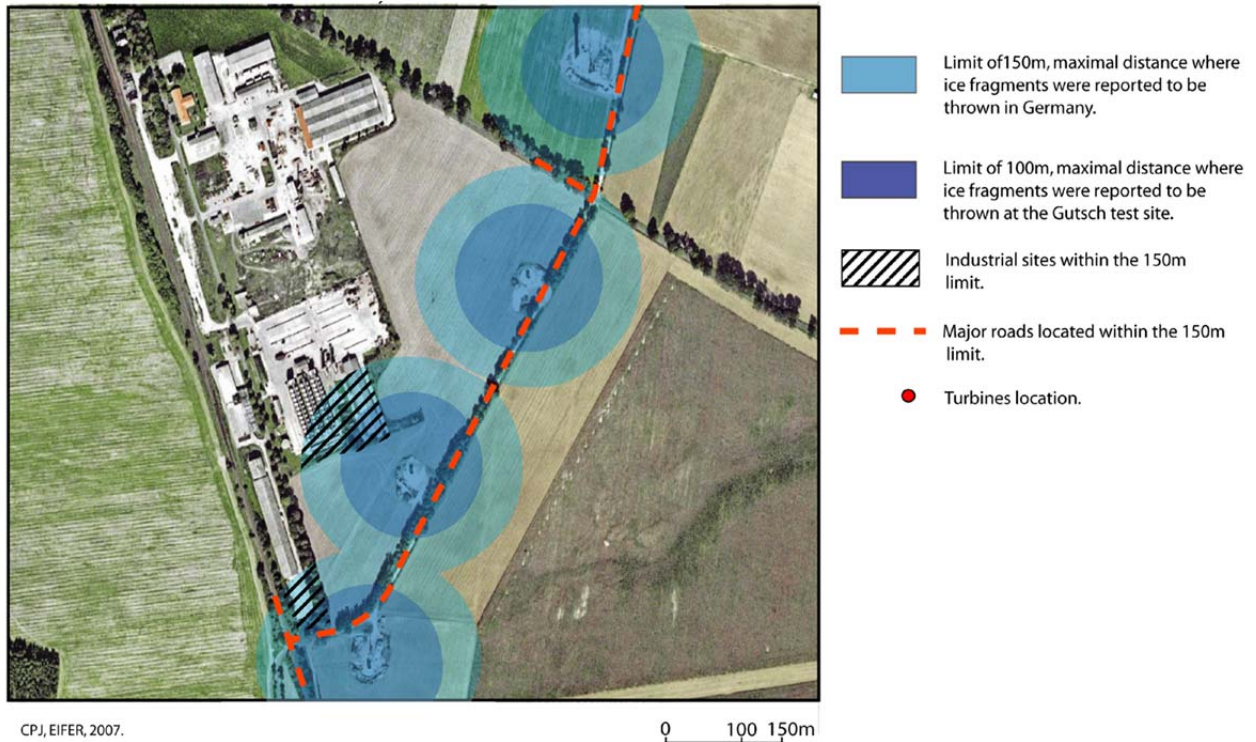 Limit of150m, maximal distance where
ice fragments were reported to be
thrown in Germany.
Limit of 100m, maximal distance where
ice fragments were reported to be
thrown at the Gutsch test site.
Industrial sites within the 150m
limit.
Major roads located within the 150m
limit.
Turbines location.
CPJ, EIFER, 2007.
0 100 150m